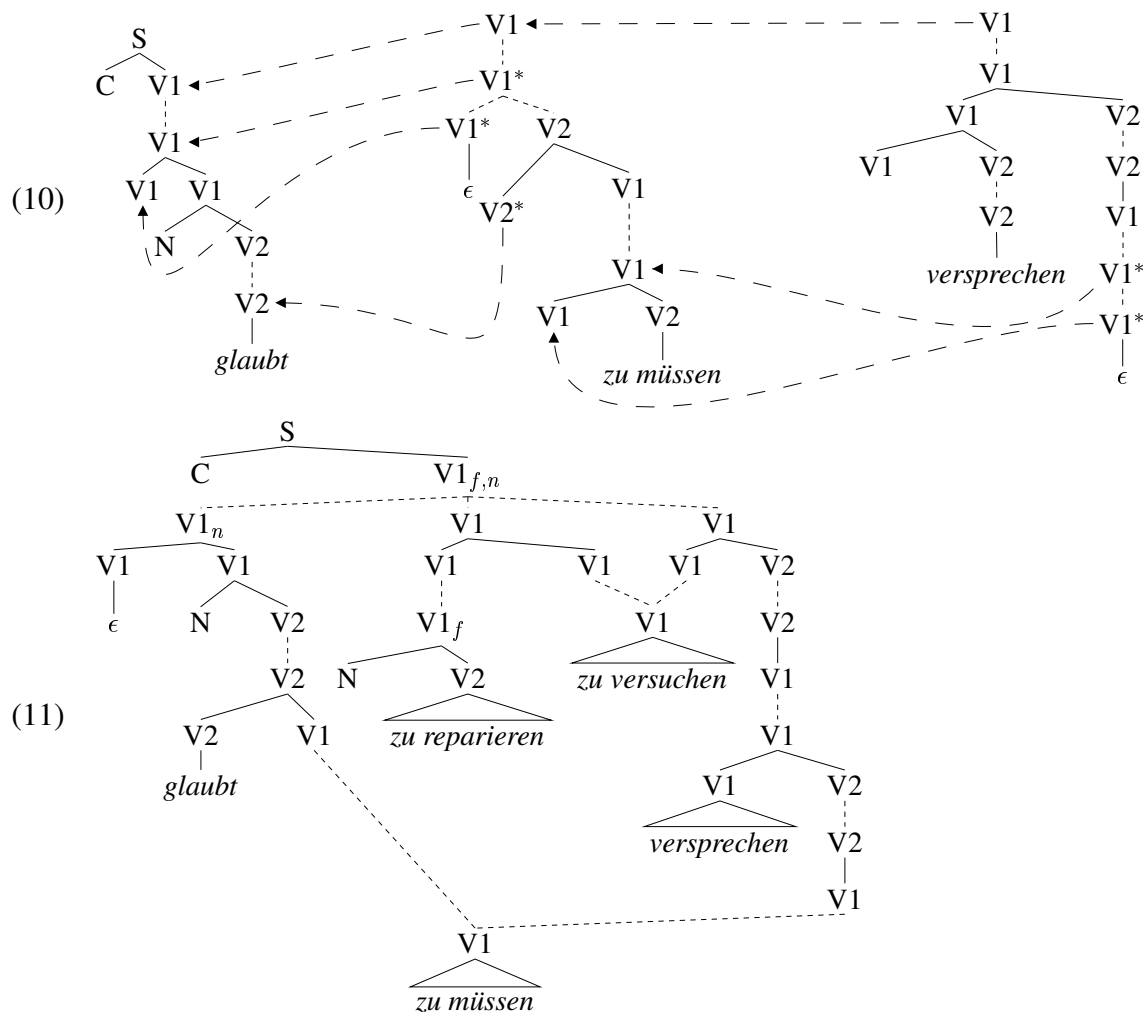 V1 V1
S
C V1 V1* V1
V1 V1* V2 V1 V2
V1 V1 ϵ V1 V1 V2 V2
(10) V2* V1
N V2 V2
V1 versprechen V1*
V2 V1 V2 V1*
glaubt zu müssen ϵ
S
C V1f,n
V1n V1 V1
V1 V1 V1 V1 V1 V2
ϵ N V2 V1f V1 V2
V2 N V2 zu versuchen V1
(11) V2 V1 zu reparieren V1
glaubt V1 V2
versprechen V2
V1
V1
zu müssen